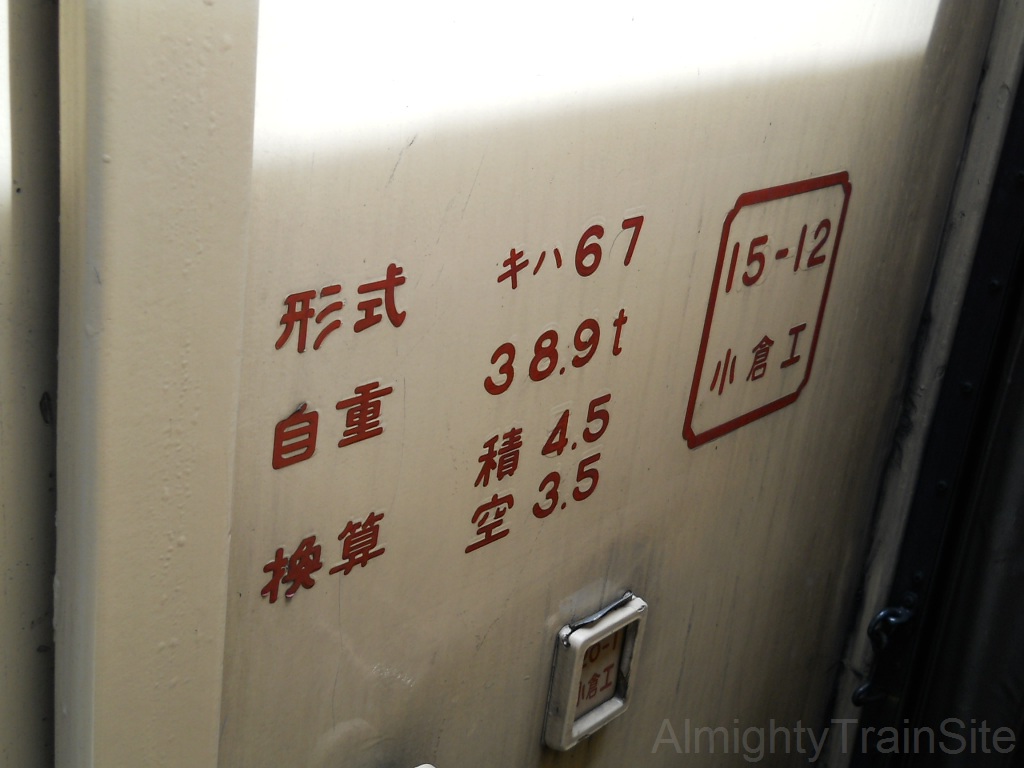 形式 キハ67
自重 38.9t
換算 積4.5
空3.5
15-12
小倉工
小倉工
AlmightyTrainSite